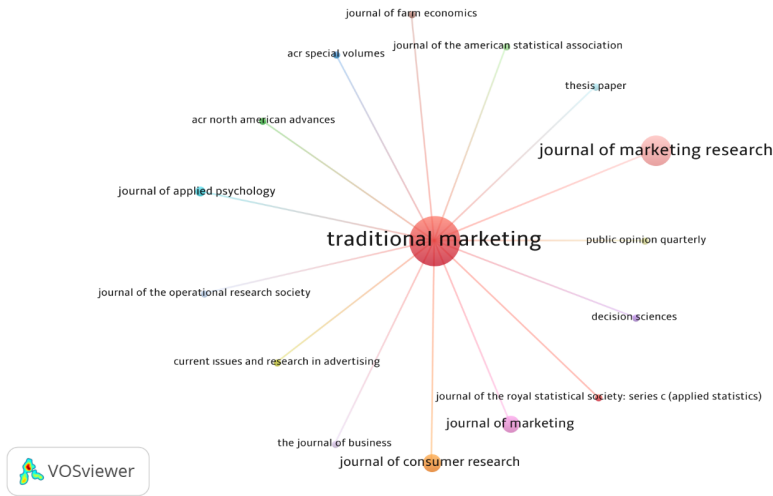 journal of farm economics
journal of the american statistical association
acr special volumes
thesis paper
acr north american advances
journal of marketing research
journal of applied psychology
traditional marketing
public opinion quarterly
journal of the operational research society
decision sciences
current issues and research in advertising
journal of the royal statistical society: series c (applied statistics)
journal of marketing
the journal of business
journal of consumer research
VOSviewer